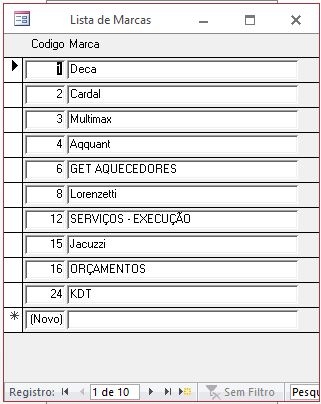 Lista de Marcas
Codigo Marca
1 Deca
2 Cardal
3 Multimax
4 Aqquant
6 GET AQUECEDORES
8 Lorenzetti
12 SERVIÇOS - EXECUÇÃO
15 Jacuzzi
16 ORÇAMENTOS
24 KDT
* (Novo)
Registro: 1 de 10 Sem Filtro Pesqu